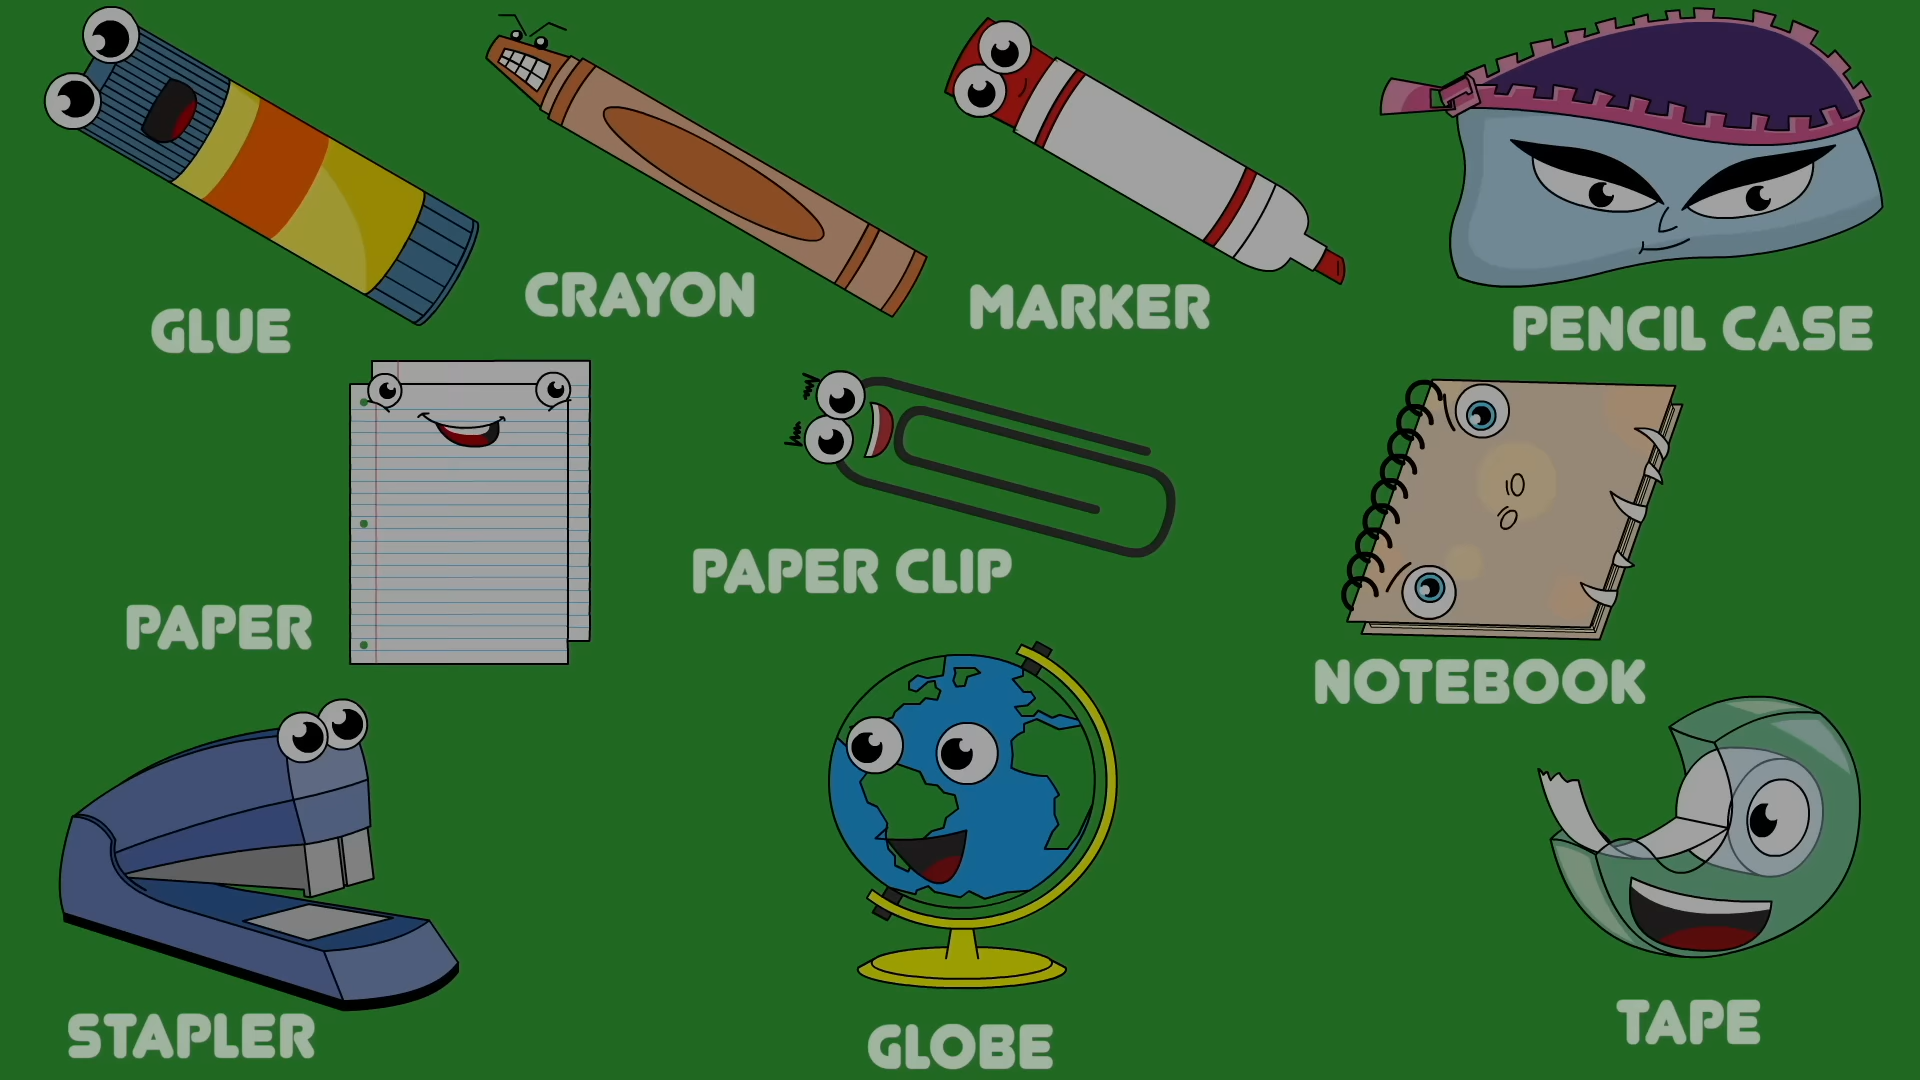 GLUE
CRAYON
MARKER
PENCIL CASE
PAPER
PAPER CLIP
NOTEBOOK
STAPLER
GLOBE
TAPE